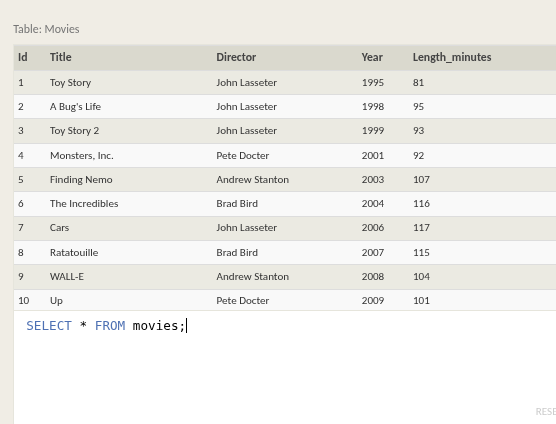 Table: Movies
Id Title Director Year Length_minutes
1 Toy Story John Lasseter 1995 81
2 A Bug's Life John Lasseter 1998 95
3 Toy Story 2 John Lasseter 1999 93
4 Monsters, Inc. Pete Docter 2001 92
5 Finding Nemo Andrew Stanton 2003 107
6 The Incredibles Brad Bird 2004 116
7 Cars John Lasseter 2006 117
8 Ratatouille Brad Bird 2007 115
9 WALL-E Andrew Stanton 2008 104
10 Up Pete Docter 2009 101
SELECT * FROM movies;
RESE